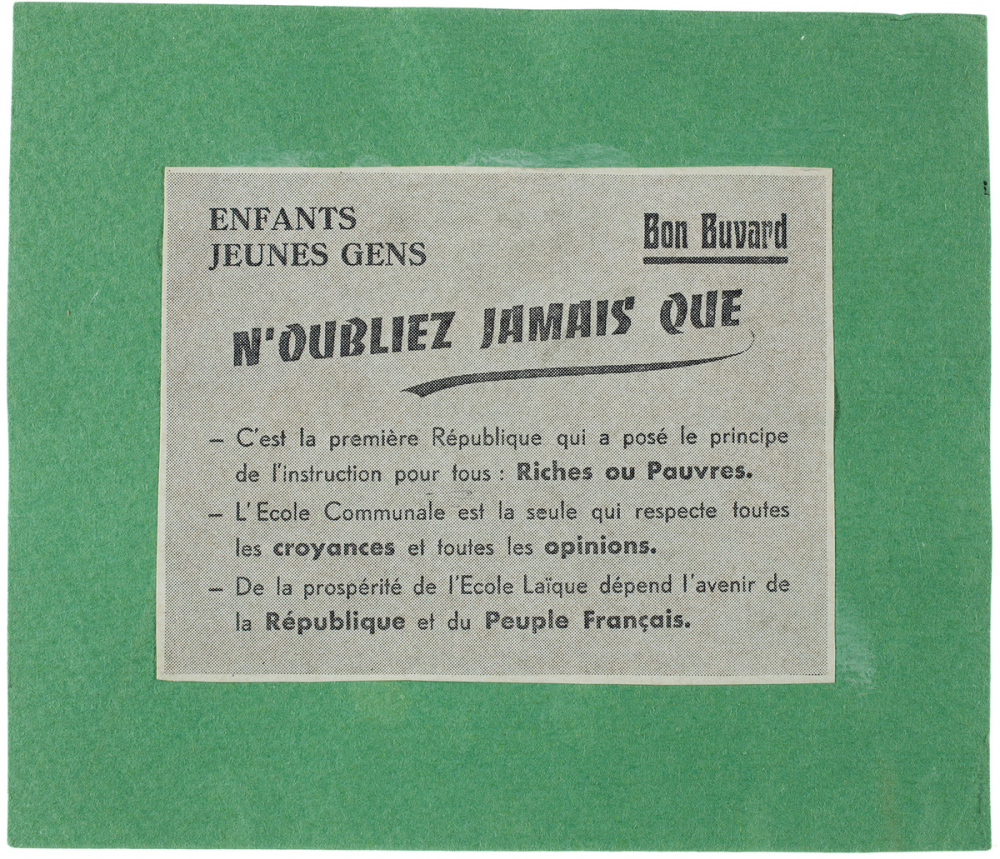 ENFANTS
JEUNES GENS
Bon Buvard
N'OUBLIEZ JAMAIS QUE
– C'est la première République qui a posé le principe
de l'instruction pour tous : Riches ou Pauvres.
– L'Ecole Communale est la seule qui respecte toutes
les croyances et toutes les opinions.
– De la prospérité de l'Ecole Laïque dépend l'avenir de
la République et du Peuple Français.